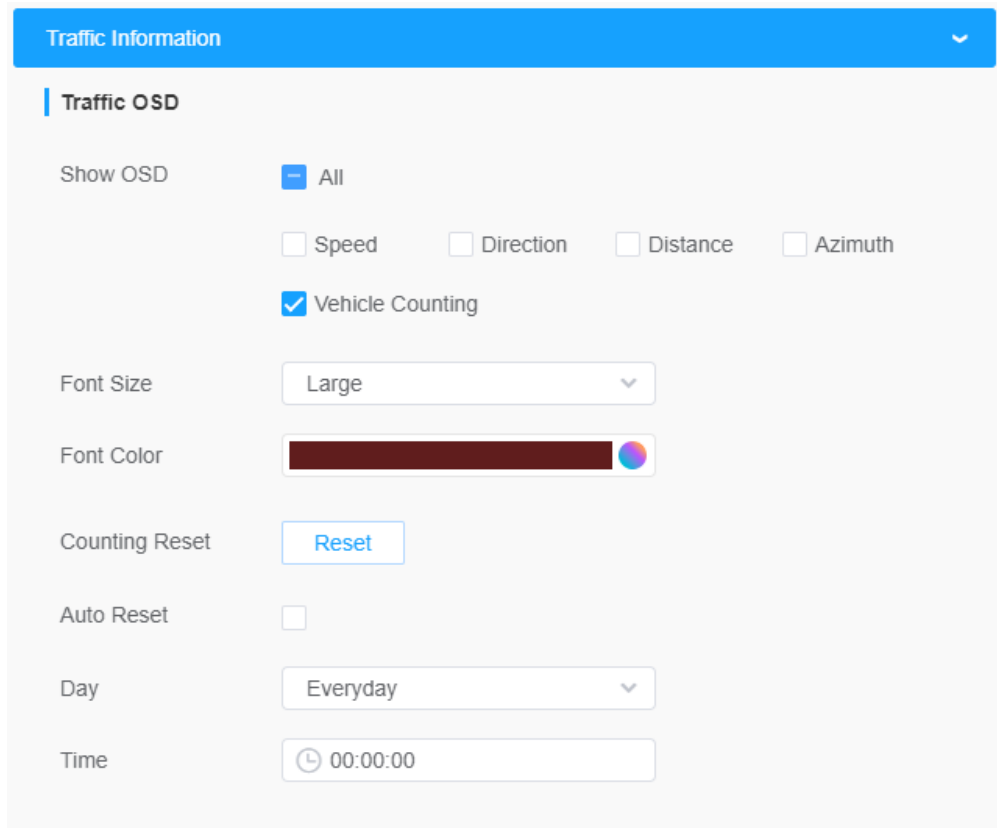 Traffic Information
Traffic OSD
Show OSD
All
Speed Direction Distance Azimuth
Vehicle Counting
Font Size Large
Font Color
Counting Reset Reset
Auto Reset
Day Everyday
Time 00:00:00